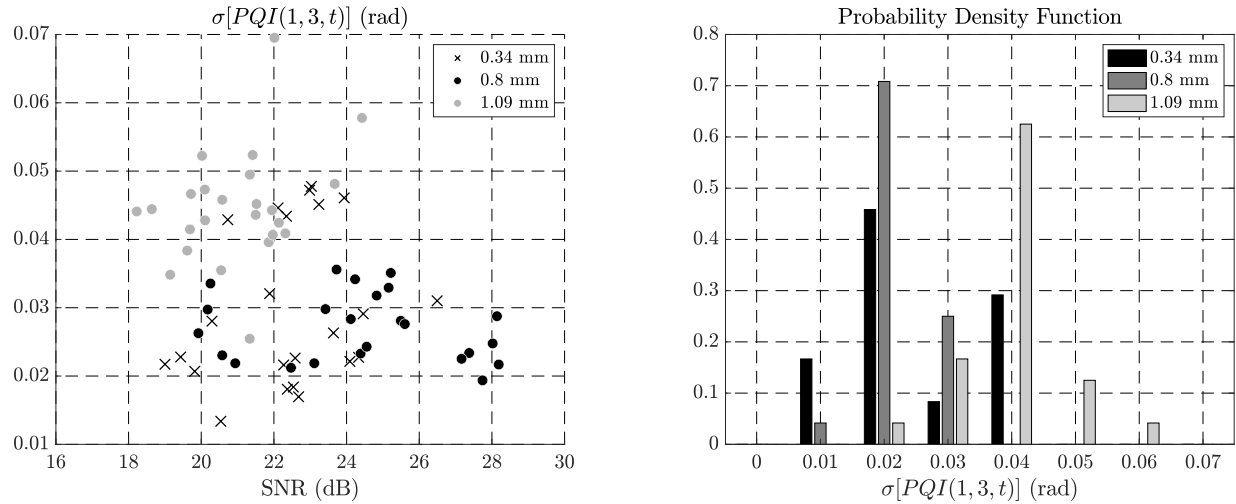 σ[PQI(1, 3, t)] (rad)
0.07
0.06
0.05
0.04
0.03
0.02
0.01
16 18 20 22 24 26 28 30
SNR (dB)
0.34 mm
0.8 mm
1.09 mm
Probability Density Function
0.8
0.7
0.6
0.5
0.4
0.3
0.2
0.1
0
0 0.01 0.02 0.03 0.04 0.05 0.06 0.07
σ[PQI(1, 3, t)] (rad)
0.34 mm
0.8 mm
1.09 mm